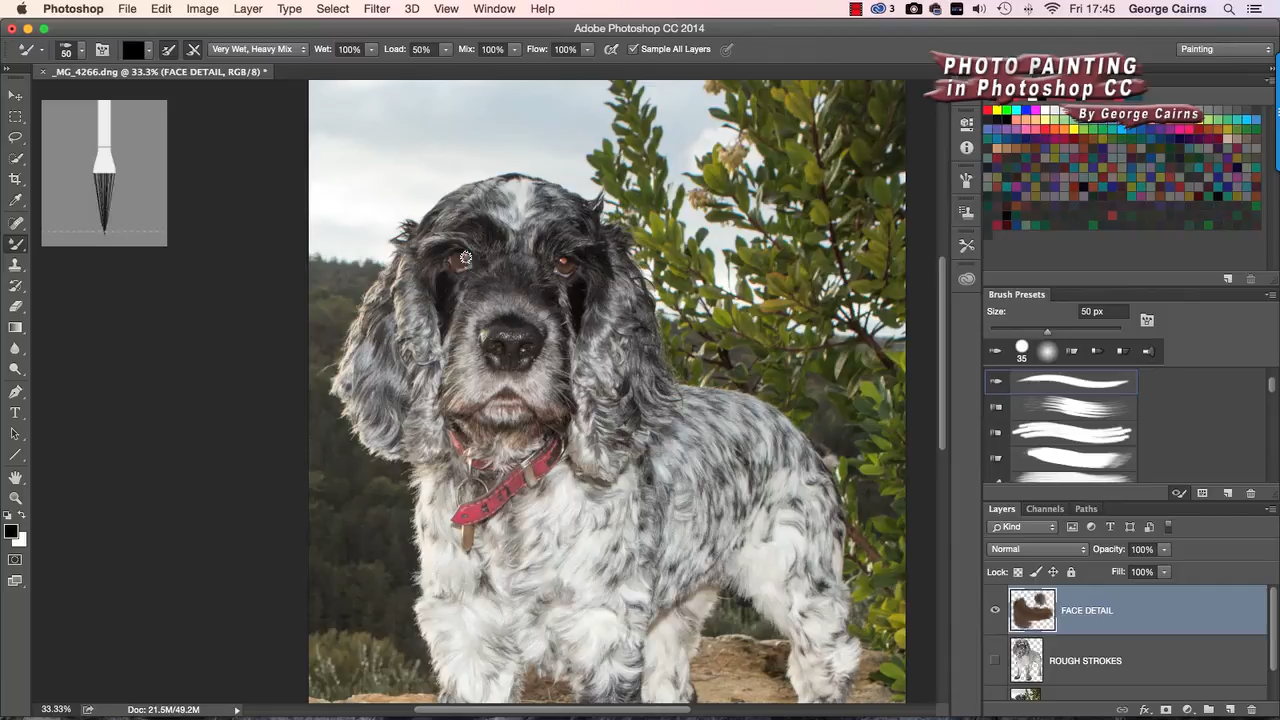 Photoshop File Edit Image Layer Type Select Filter 3D View Window Help 3 Fri 17:45 George Cairns
Adobe Photoshop CC 2014
50 Very Wet, Heavy Mix Wet: 100% Load: 50% Mix: 100% Flow: 100% Sample All Layers Painting
_MG_4266.dng @ 33.3% (FACE DETAIL, RGB/8) *
PHOTO PAINTING
in Photoshop CC
By George Cairns
Brush Presets
Size: 50 px
35
Layers Channels Paths
Kind
Normal Opacity: 100%
Lock: Fill: 100%
FACE DETAIL
ROUGH STROKES
33.33% Doc: 21.5M/49.2M